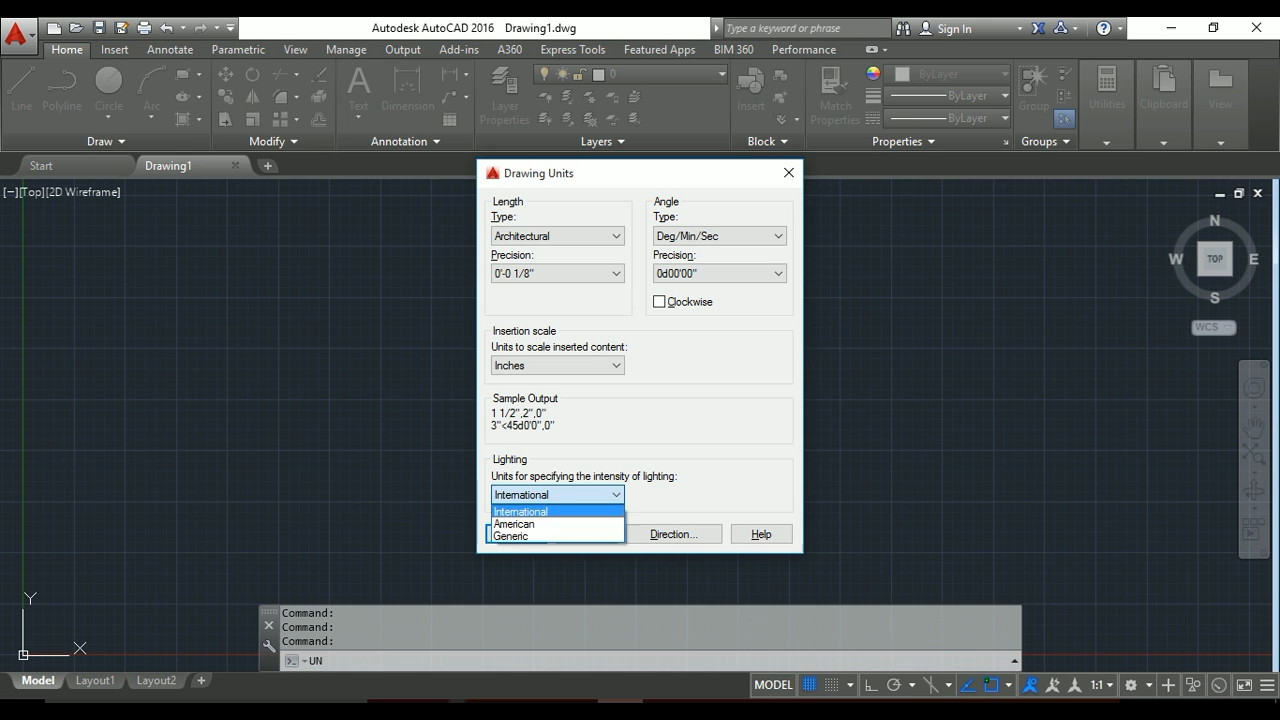 Autodesk AutoCAD 2016 Drawing1.dwg
Type a keyword or phrase
Sign In
Home Insert Annotate Parametric View Manage Output Add-ins A360 Express Tools Featured Apps BIM 360 Performance
Line Polyline Circle Arc Text Dimension Layer Properties 0 Insert Match Properties ByLayer Group Utilities Clipboard View
ByLayer
ByLayer
Draw Modify Annotation Layers Block Properties Groups
Start Drawing1
[−][Top][2D Wireframe]
Drawing Units
Length
Type:
Architectural
Precision:
0'-0 1/8"
Angle
Type:
Deg/Min/Sec
Precision:
0d00'00"
Clockwise
Insertion scale
Units to scale inserted content:
Inches
Sample Output
1 1/2",2",0"
3"<45d0'0",0"
Lighting
Units for specifying the intensity of lighting:
International
International
American
Generic
Direction... Help
N
W TOP E
S
WCS
Y
X
Command:
Command:
Command:
UN
Model Layout1 Layout2
MODEL 1:1